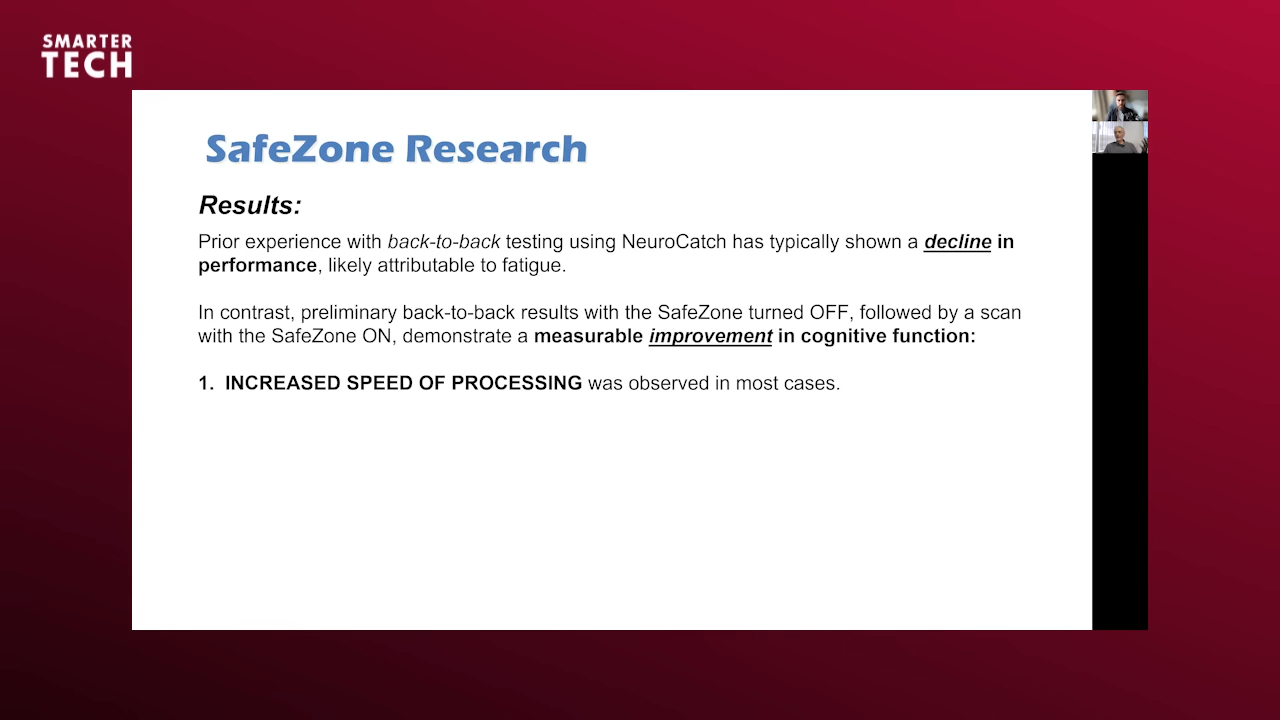 SMARTER
TECH
SafeZone Research
Results:
Prior experience with back-to-back testing using NeuroCatch has typically shown a decline in
performance, likely attributable to fatigue.
In contrast, preliminary back-to-back results with the SafeZone turned OFF, followed by a scan
with the SafeZone ON, demonstrate a measurable improvement in cognitive function:
1. INCREASED SPEED OF PROCESSING was observed in most cases.